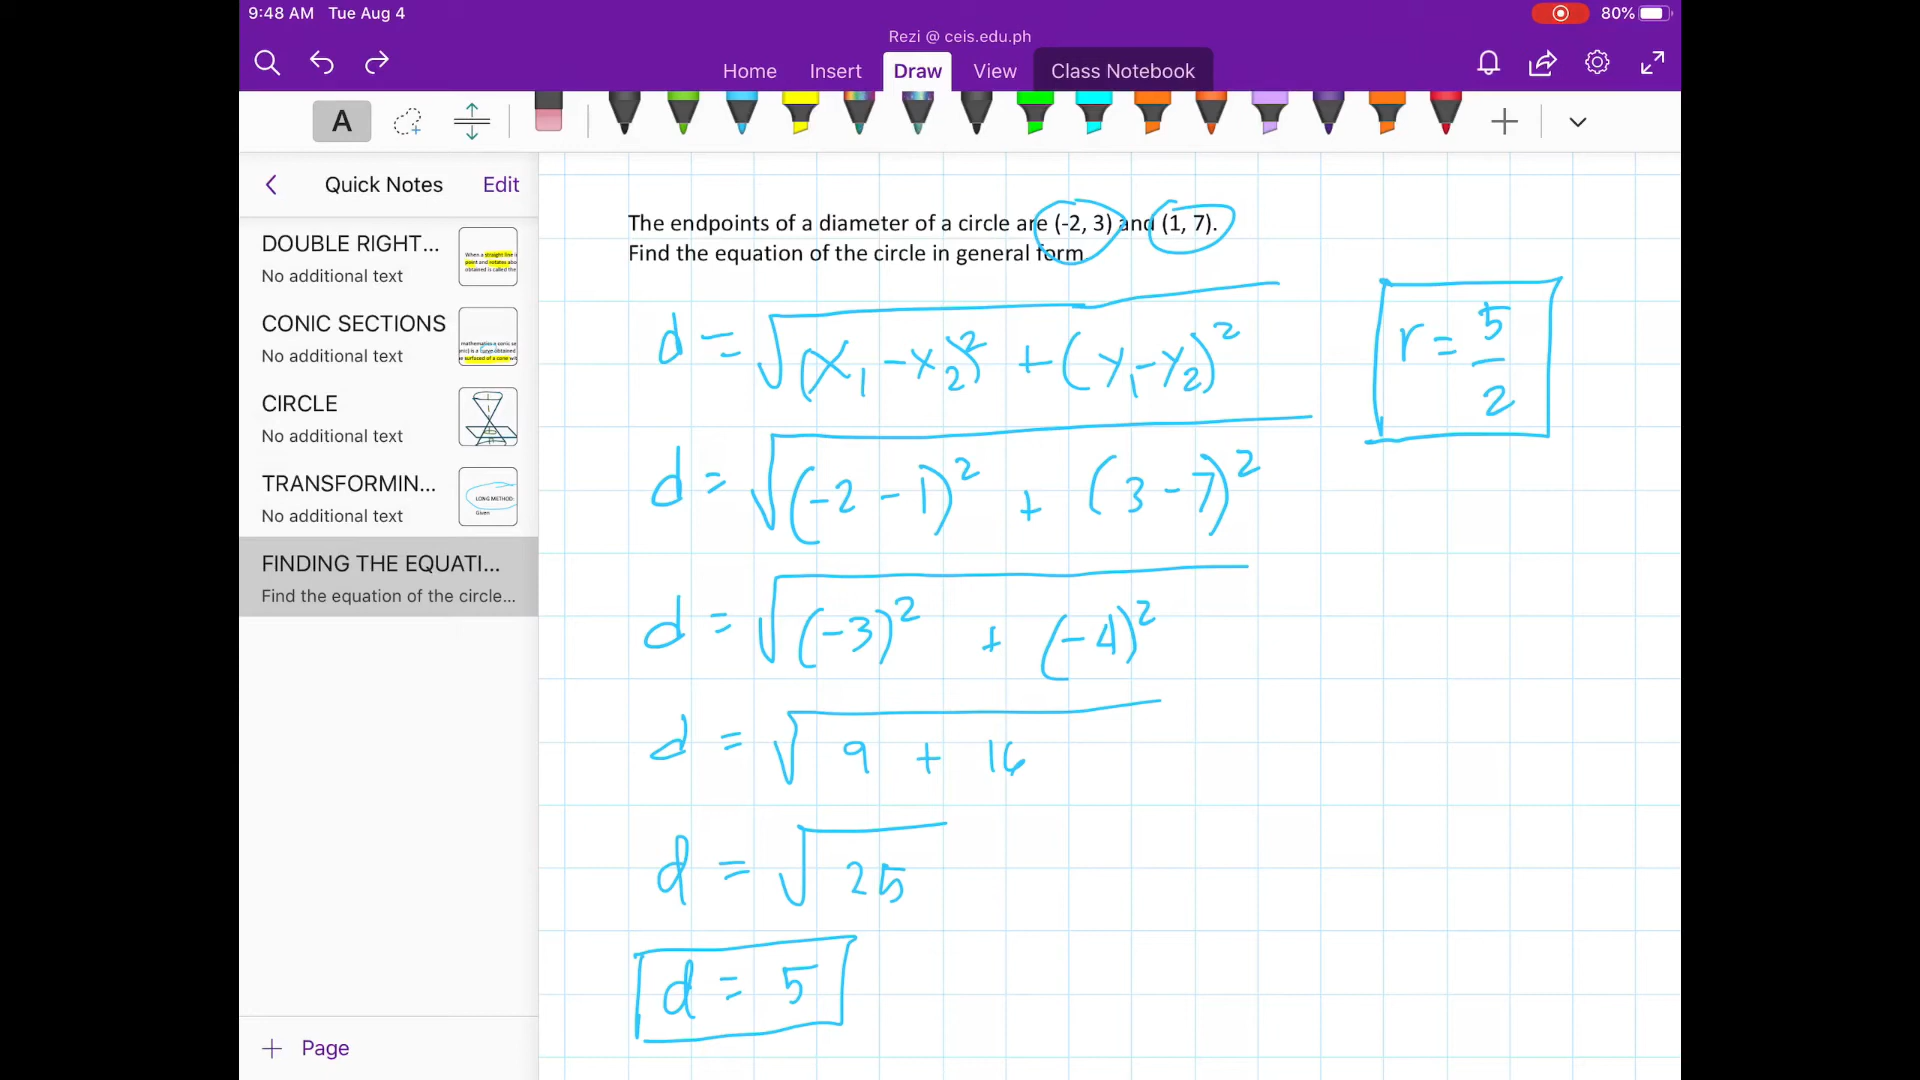 9:48 AM Tue Aug 4
80%
Rezi @ ceis.edu.ph
Home Insert Draw View Class Notebook
A
Quick Notes Edit
DOUBLE RIGHT...
No additional text
CONIC SECTIONS
No additional text
CIRCLE
No additional text
TRANSFORMIN...
No additional text
FINDING THE EQUATI...
Find the equation of the circle...
+ Page
The endpoints of a diameter of a circle are (-2, 3) and (1, 7).
Find the equation of the circle in general form.
d = √(x₁ - x₂)² + (y₁ - y₂)²
r = 5/2
d = √(-2 - 1)² + (3 - 7)²
d = √(-3)² + (-4)²
d = √9 + 16
d = √25
d = 5